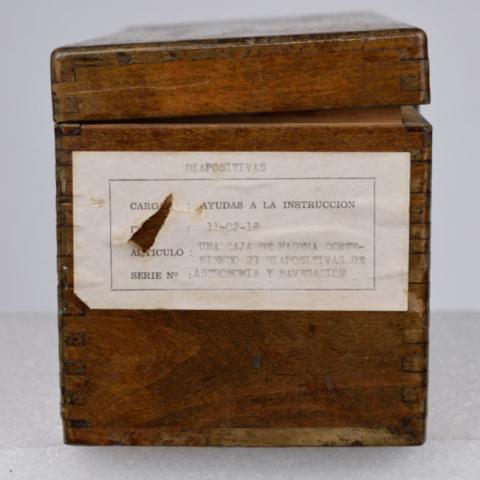 DIAPOSITIVAS
CARGO : AYUDAS A LA INSTRUCCION
: 11-02-18
ARTICULO : UNA CAJA DE MADERA CONTE-
NIENDO 23 DIAPOSITIVAS DE
SERIE Nº : ASTRONOMIA Y NAVEGACION